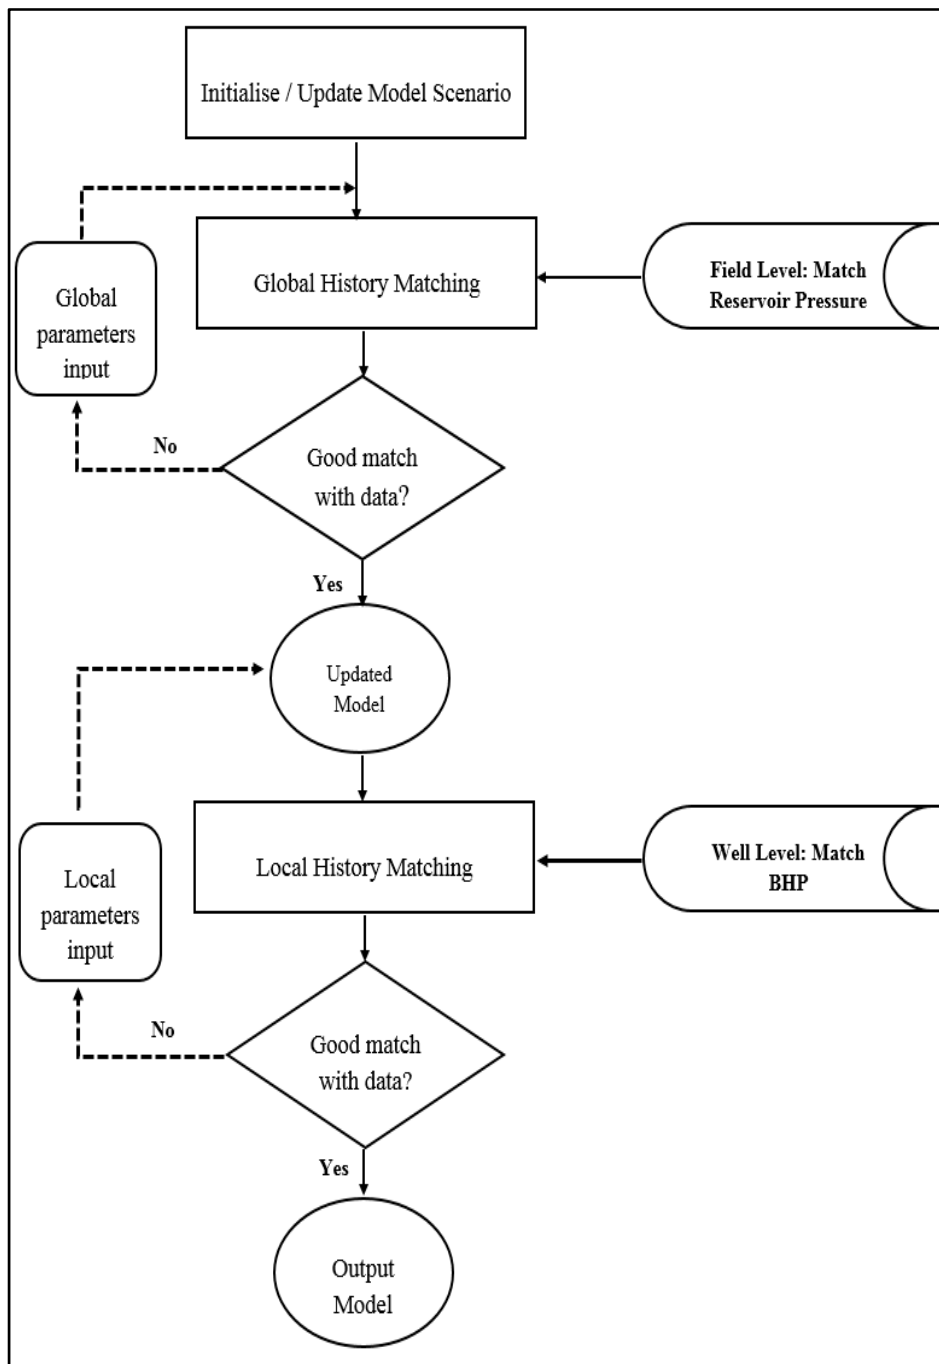 Initialise / Update Model Scenario
Global History Matching
Field Level: Match
Reservoir Pressure
Global
parameters
input
No
Good match
with data?
Yes
Updated
Model
Local History Matching
Well Level: Match
BHP
Local
parameters
input
No
Good match
with data?
Yes
Output
Model